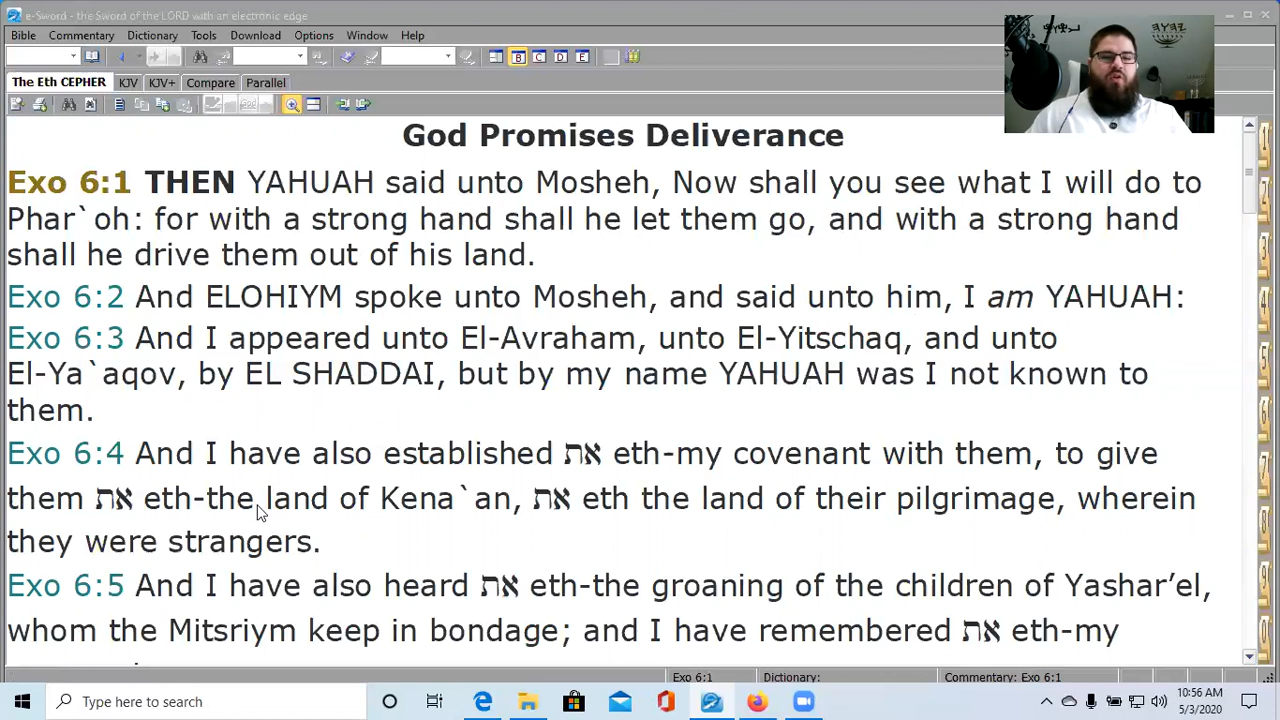 e-Sword - the Sword of the LORD with an electronic edge
Bible Commentary Dictionary Tools Download Options Window Help
The Eth CEPHER KJV KJV+ Compare Parallel
God Promises Deliverance
Exo 6:1 THEN YAHUAH said unto Mosheh, Now shall you see what I will do to
Phar`oh: for with a strong hand shall he let them go, and with a strong hand
shall he drive them out of his land.
Exo 6:2 And ELOHIYM spoke unto Mosheh, and said unto him, I am YAHUAH:
Exo 6:3 And I appeared unto El-Avraham, unto El-Yitschaq, and unto
El-Ya`aqov, by EL SHADDAI, but by my name YAHUAH was I not known to
them.
Exo 6:4 And I have also established את eth-my covenant with them, to give
them את eth-the land of Kena`an, את eth the land of their pilgrimage, wherein
they were strangers.
Exo 6:5 And I have also heard את eth-the groaning of the children of Yashar’el,
whom the Mitsriym keep in bondage; and I have remembered את eth-my
Exo 6:1 Dictionary: Commentary: Exo 6:1
Type here to search
10:56 AM
5/3/2020